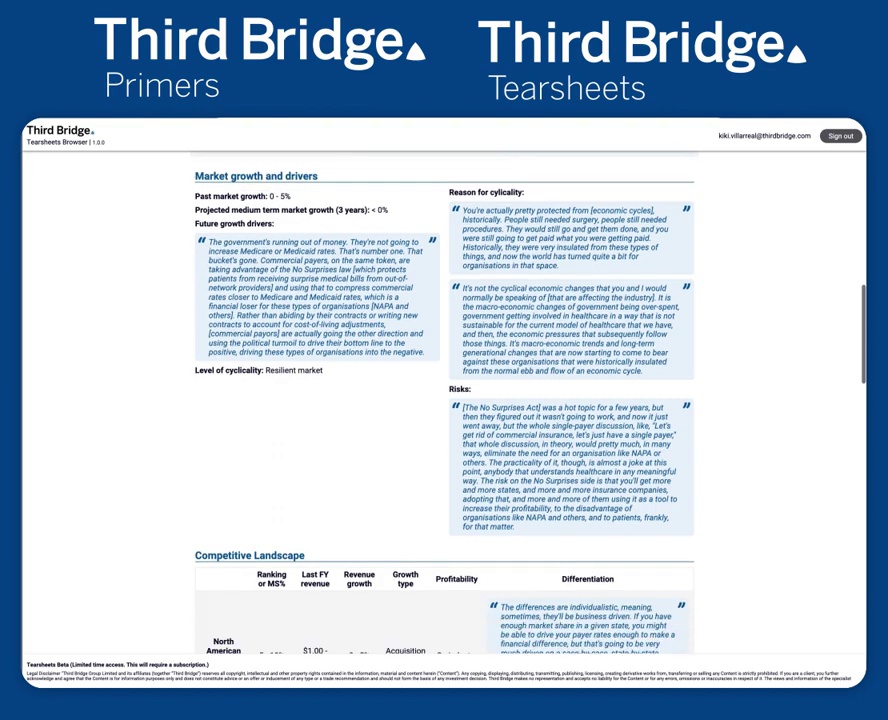 Third Bridge.
Primers
Third Bridge.
Tearsheets
Third Bridge.
Tearsheets Browser | 1.0.0
kiki.villarreal@thirdbridge.com
Sign out
Market growth and drivers
Past market growth: 0 - 5%
Projected medium term market growth (3 years): < 0%
Future growth drivers:
“ The government's running out of money. They're not going to ”
increase Medicare or Medicaid rates. That's number one. That
bucket's gone. Commercial payers, on the same token, are
taking advantage of the No Surprises law [which protects
patients from receiving surprise medical bills from out-of-
network providers] and using that to compress commercial
rates closer to Medicare and Medicaid rates, which is a
financial loser for these types of organisations [NAPA and
others]. Rather than abiding by their contracts or writing new
contracts to account for cost-of-living adjustments,
[commercial payors] are actually going the other direction and
using the political turmoil to drive their bottom line to the
positive, driving these types of organisations into the negative.
Level of cyclicality: Resilient market
Reason for cylicality:
“ You're actually pretty protected from [economic cycles], ”
historically. People still needed surgery, people still needed
procedures. They would still go and get them done, and you
were still going to get paid what you were getting paid.
Historically, they were very insulated from these types of
things, and now the world has turned quite a bit for
organisations in that space.
“ It's not the cyclical economic changes that you and I would ”
normally be speaking of [that are affecting the industry]. It is
the macro-economic changes of government being over-spent,
government getting involved in healthcare in a way that is not
sustainable for the current model of healthcare that we have,
and then, the economic pressures that subsequently follow
those things. It's macro-economic trends and long-term
generational changes that are now starting to come to bear
against these organisations that were historically insulated
from the normal ebb and flow of an economic cycle.
Risks:
“ [The No Surprises Act] was a hot topic for a few years, but ”
then they figured out it wasn't going to work, and now it just
went away, but the whole single-payer discussion, like, "Let's
get rid of commercial insurance, let's just have a single payer,"
that whole discussion, in theory, would pretty much, in many
ways, eliminate the need for an organisation like NAPA or
others. The practicality of it, though, is almost a joke at this
point, anybody that understands healthcare in any meaningful
way. The risk on the No Surprises side is that you'll get more
and more states, and more and more insurance companies,
adopting that, and more and more of them using it as a tool to
increase their profitability, to the disadvantage of
organisations like NAPA and others, and to patients, frankly,
for that matter.
Competitive Landscape
Ranking or MS% Last FY revenue Revenue growth Growth type Profitability Differentiation
“ The differences are individualistic, meaning, ”
sometimes, they'll be business driven. If you have
enough market share in a given state, you might
be able to drive your payer rates enough to make a
financial difference, but that's going to be very
North
American
$1.00 -
Acquisition
Tearsheets Beta (Limited time access. This will require a subscription.)
Legal Disclaimer "Third Bridge Group Limited and its affiliates (together "Third Bridge") reserves all copyright, intellectual and other property rights contained in the information, material and content herein ("Content"). Any copying, displaying, distributing, transmitting, publishing, licensing, creating derivative works from, transferring or selling any Content is strictly prohibited. If you are a client, you further
acknowledge and agree that the Content is for information purposes only and does not constitute advice or an offer or inducement of any type or a trade recommendation and should not form the basis of any investment decision. Third Bridge makes no representation and accepts no liability for the Content or for any errors, omissions or inaccuracies in respect of it. The views and information of the specialist